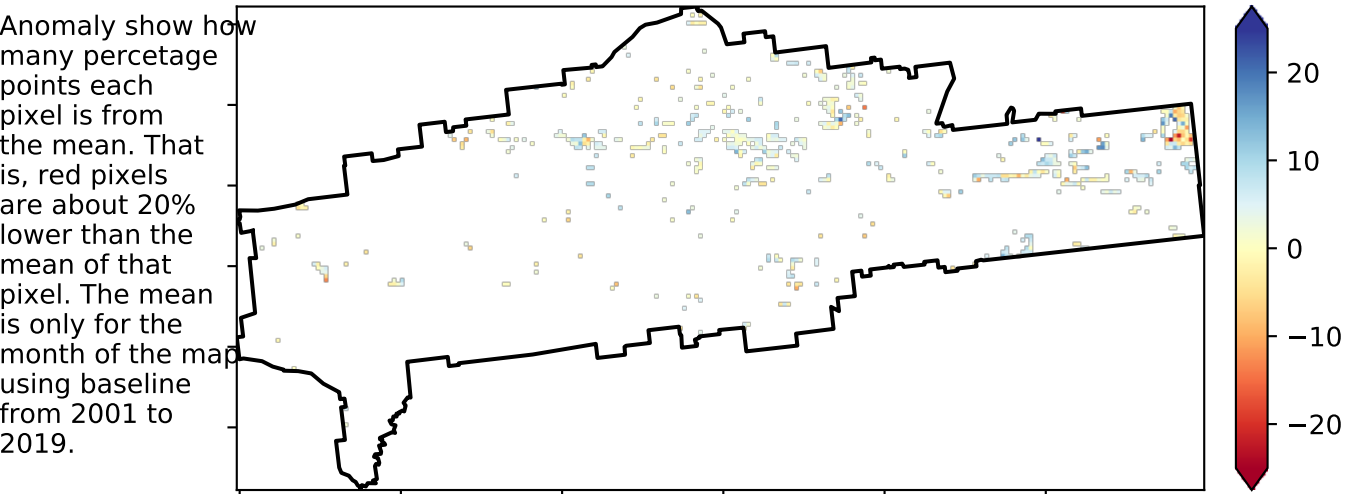 Anomaly show how
many percetage
points each
pixel is from
the mean. That
is, red pixels
are about 20%
lower than the
mean of that
pixel. The mean
is only for the
month of the map
using baseline
from 2001 to
2019.
20
10
0
−10
−20